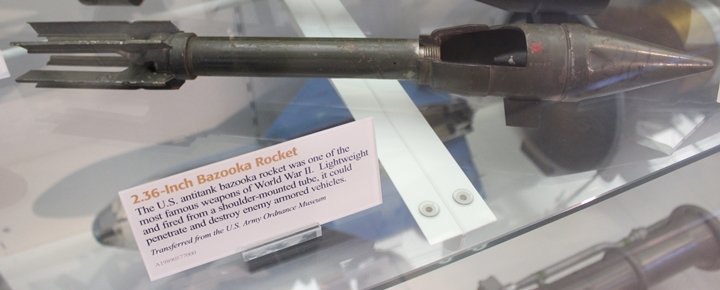 2.36-Inch Bazooka Rocket
The U.S. antitank bazooka rocket was one of the
most famous weapons of World War II. Lightweight
and fired from a shoulder-mounted tube, it could
penetrate and destroy enemy armored vehicles.
Transferred from the U.S. Army Ordnance Museum